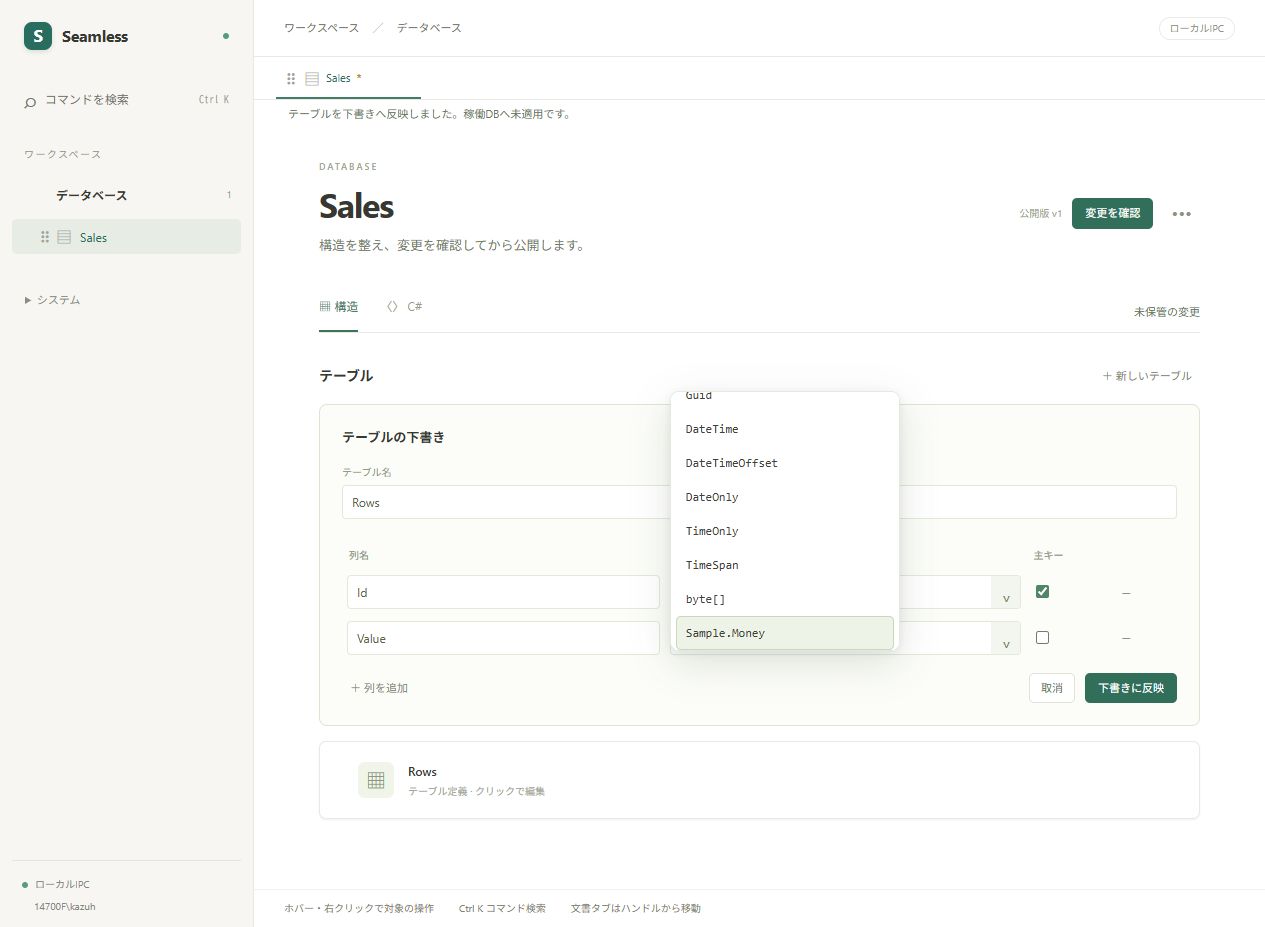 S Seamless
コマンドを検索 Ctrl K
ワークスペース
データベース 1
Sales
▶ システム
ローカルIPC
14700F\kazuh
ワークスペース ／ データベース
ローカルIPC
Sales *
テーブルを下書きへ反映しました。稼働DBへ未適用です。
DATABASE
Sales
公開版 v1 変更を確認 •••
構造を整え、変更を確認してから公開します。
構造 <> C#
未保管の変更
テーブル
＋ 新しいテーブル
テーブルの下書き
テーブル名
Rows
列名 主キー
Id v –
Value v –
Guid
DateTime
DateTimeOffset
DateOnly
TimeOnly
TimeSpan
byte[]
Sample.Money
＋ 列を追加 取消 下書きに反映
Rows
テーブル定義 · クリックで編集
ホバー・右クリックで対象の操作 Ctrl K コマンド検索 文書タブはハンドルから移動